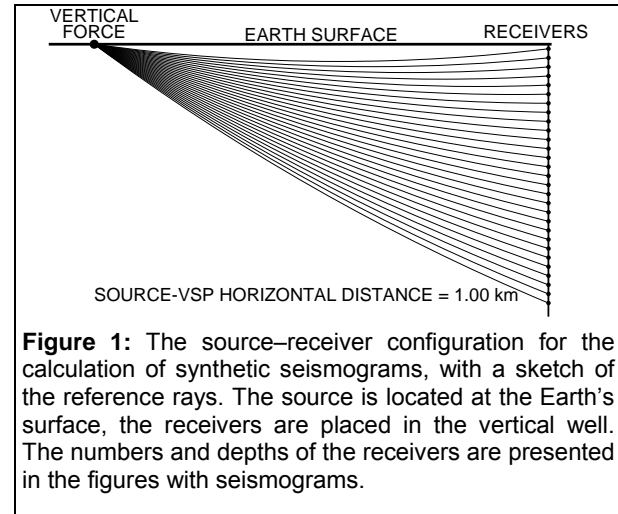 VERTICAL
FORCE
EARTH SURFACE
RECEIVERS
SOURCE-VSP HORIZONTAL DISTANCE = 1.00 km
Figure 1: The source–receiver configuration for the
calculation of synthetic seismograms, with a sketch of
the reference rays. The source is located at the Earth's
surface, the receivers are placed in the vertical well.
The numbers and depths of the receivers are presented
in the figures with seismograms.